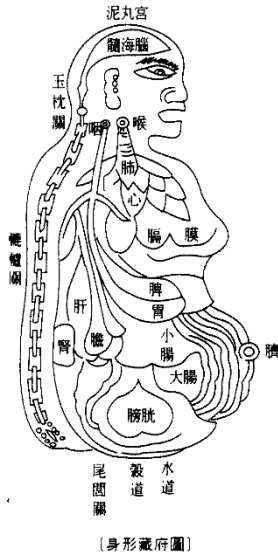 泥丸宮
髓海腦
玉枕關
咽
喉
肺
心
膈膜
轆轤關
脾
胃
肝
膽
腎
小腸
大腸
臍
膀胱
尾閭關
穀道
水道
〔身形藏府圖〕